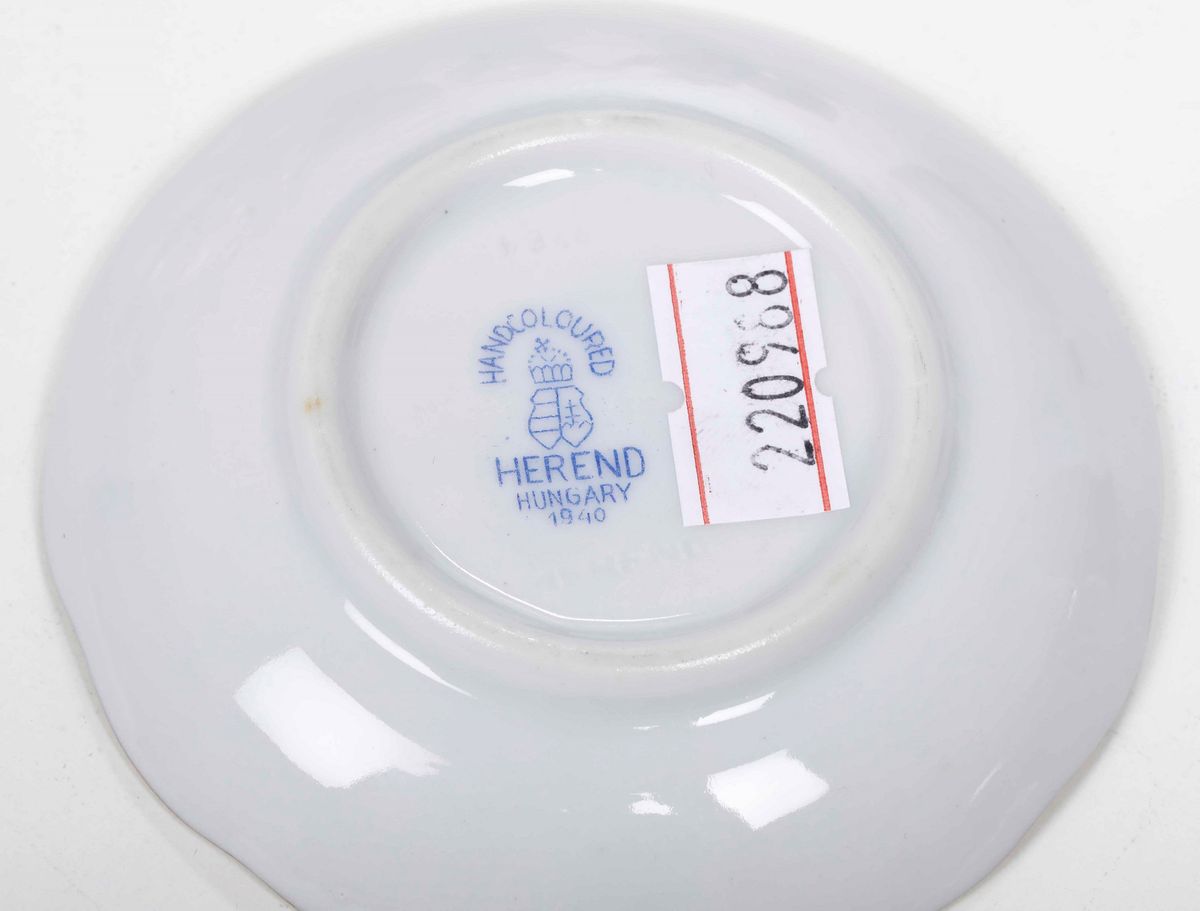 HANDCOLOURED
HEREND
HUNGARY
1940
220968